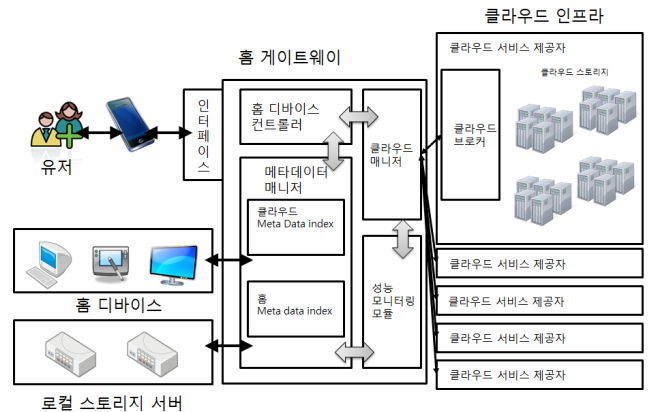 클라우드 인프라
홈 게이트웨이
클라우드 서비스 제공자
클라우드 스토리지
클라우드
브로커
인
터
페
이
스
홈 디바이스
컨트롤러
클라우드
매니저
유저
메타데이터
매니저
클라우드
Meta Data index
홈
Meta data index
성능
모니터링
모듈
홈 디바이스
로컬 스토리지 서버
클라우드 서비스 제공자
클라우드 서비스 제공자
클라우드 서비스 제공자
클라우드 서비스 제공자